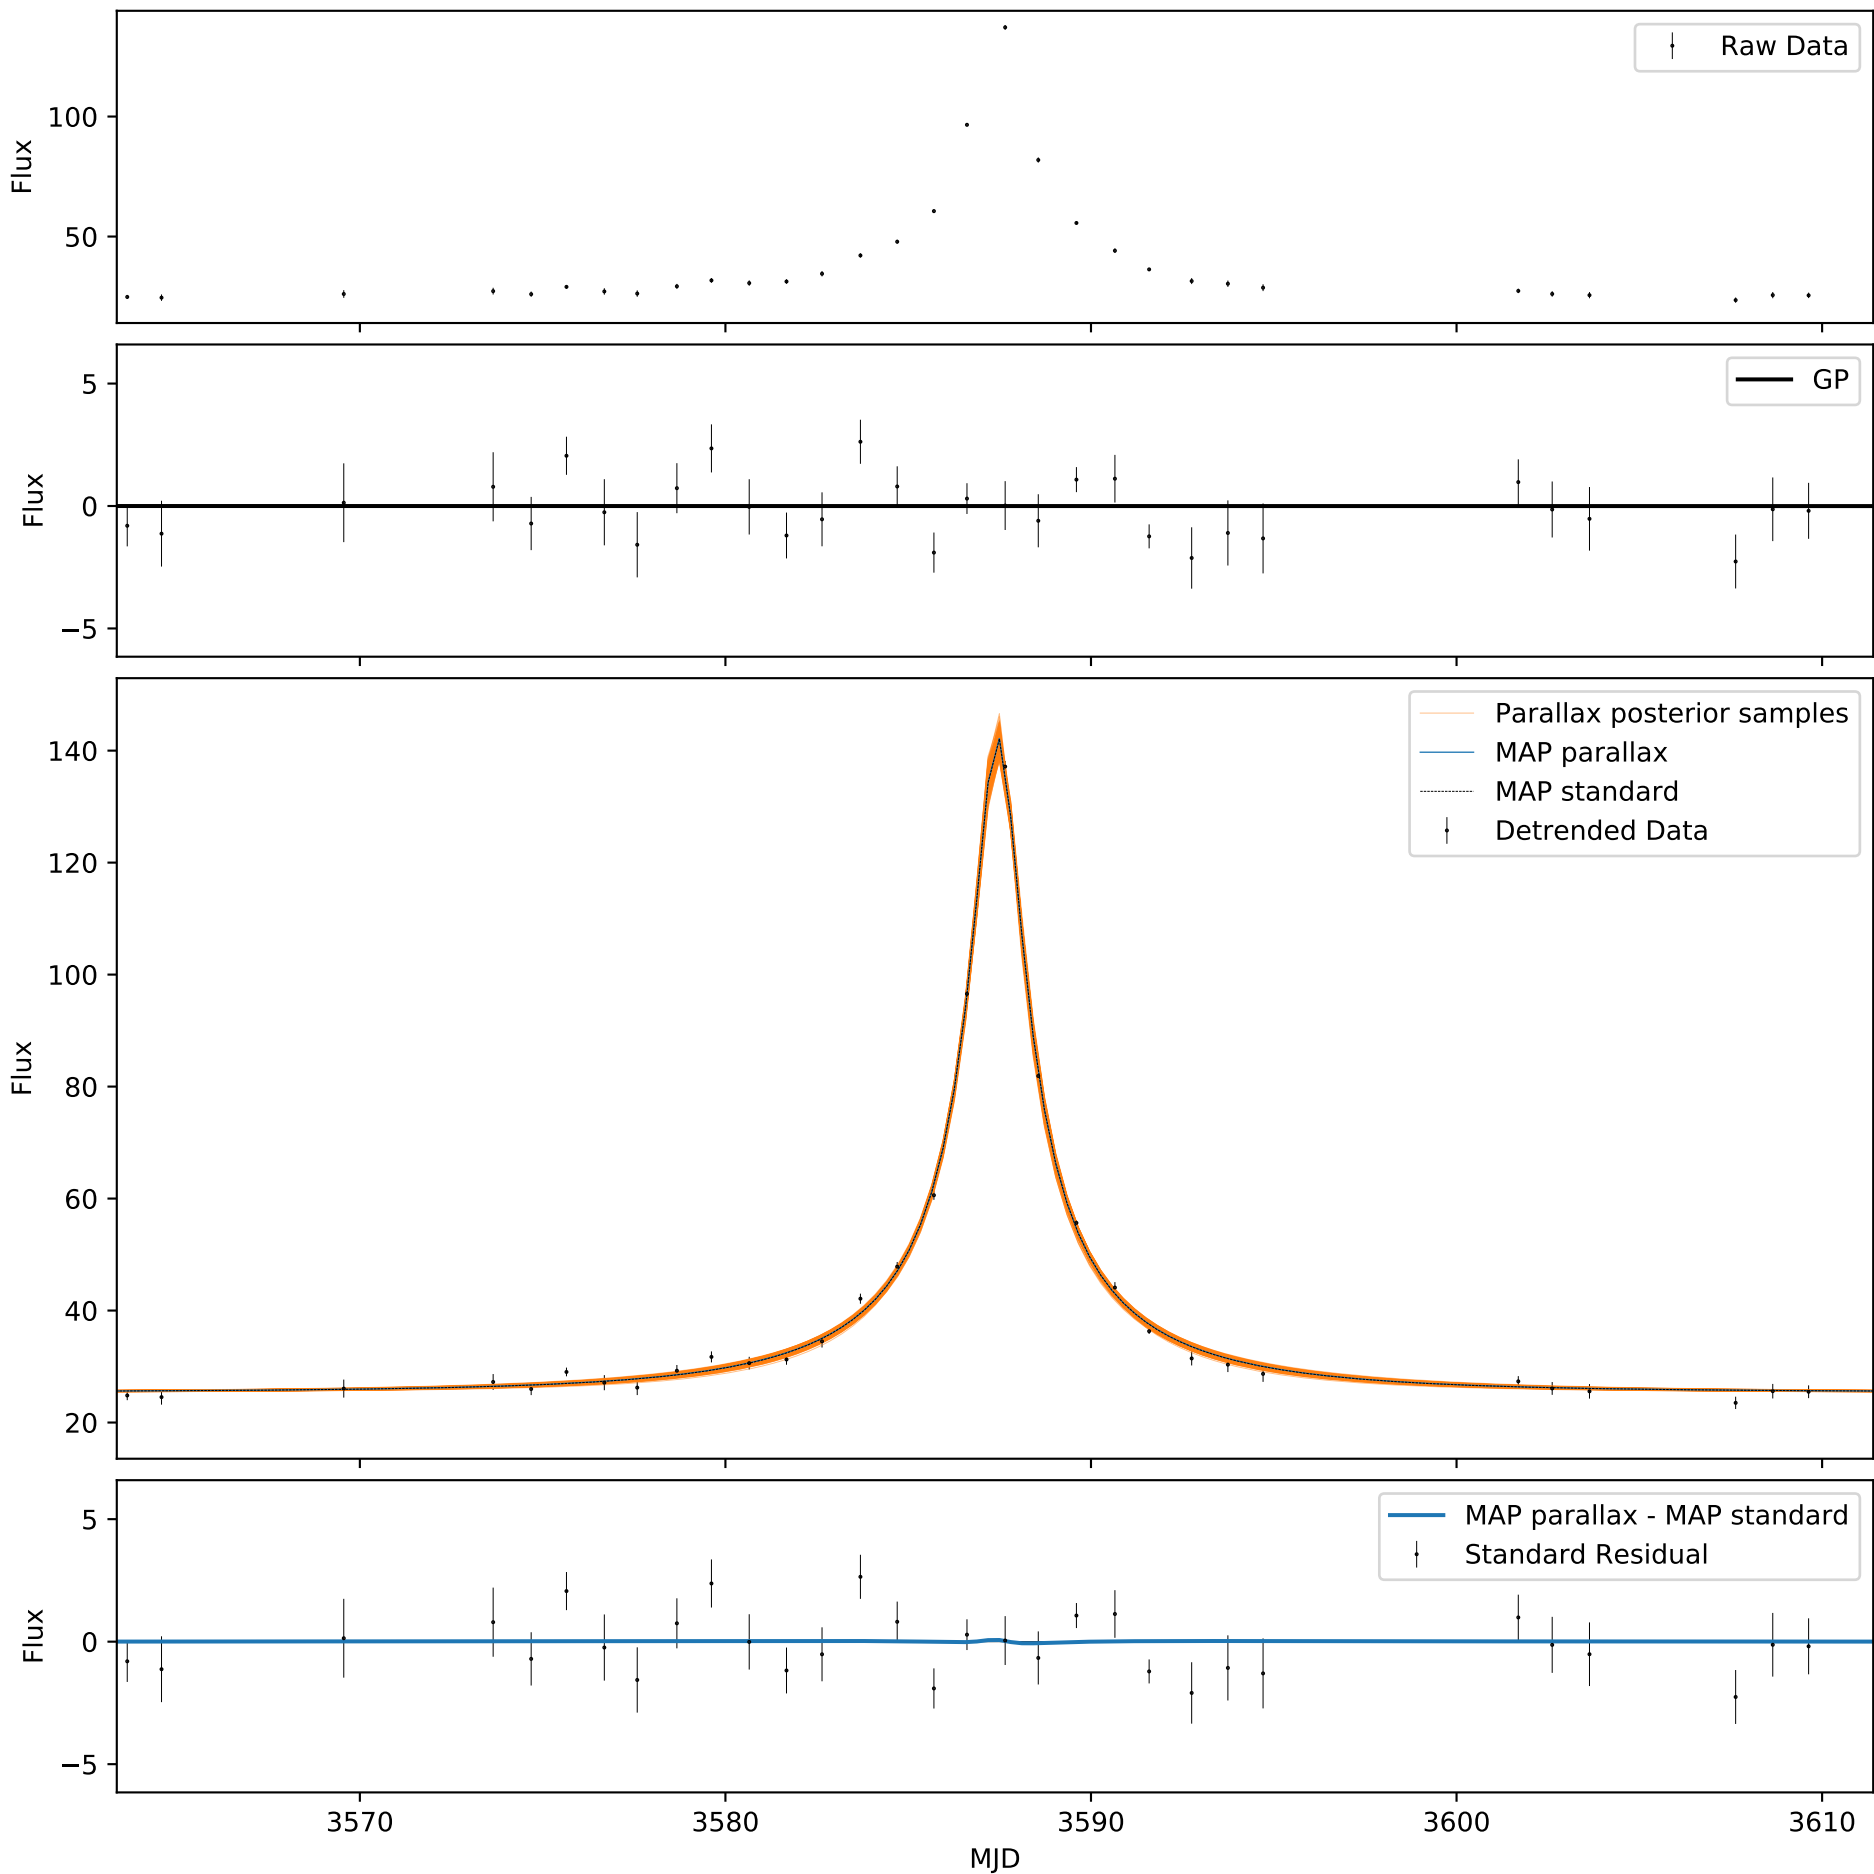 Flux
100
50
Raw Data
Flux
5
0
−5
GP
Flux
140
120
100
80
60
40
20
Parallax posterior samples
MAP parallax
MAP standard
Detrended Data
Flux
5
0
−5
MAP parallax - MAP standard
Standard Residual
3570 3580 3590 3600 3610
MJD